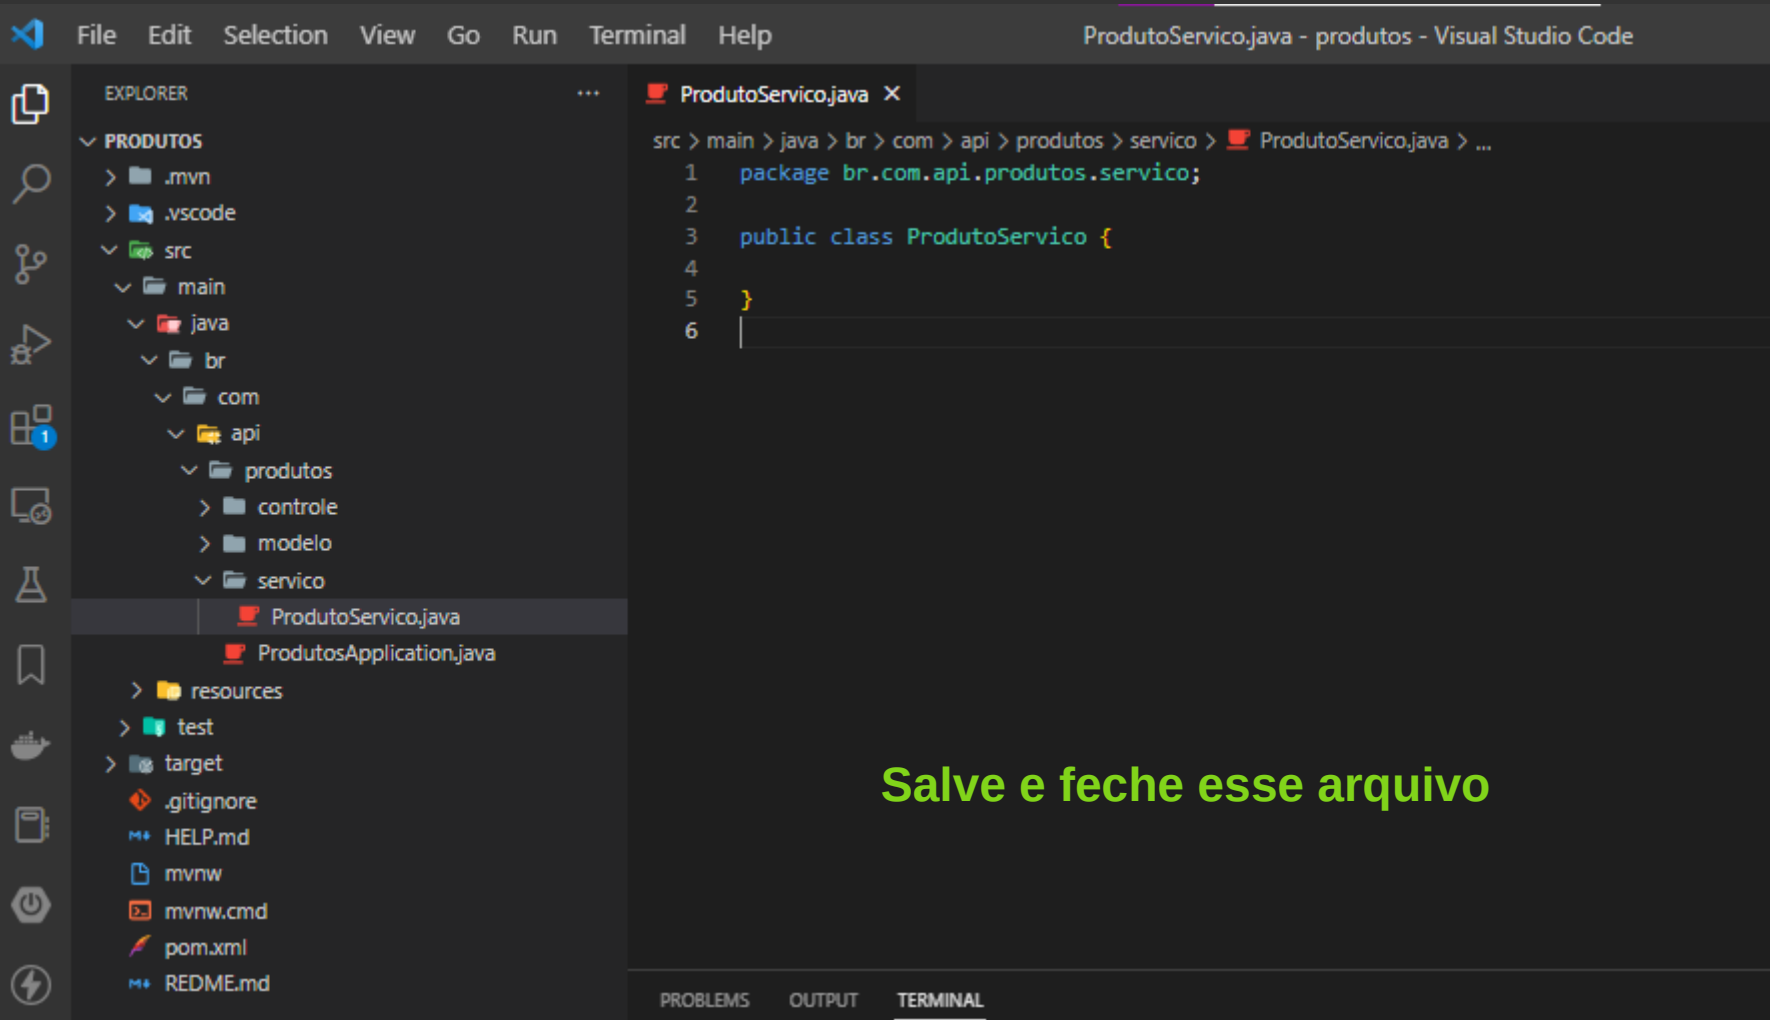 File Edit Selection View Go Run Terminal Help
ProdutoServico.java - produtos - Visual Studio Code
EXPLORER
PRODUTOS
.mvn
.vscode
src
main
java
br
com
api
produtos
controle
modelo
servico
ProdutoServico.java
ProdutosApplication.java
resources
test
target
.gitignore
HELP.md
mvnw
mvnw.cmd
pom.xml
REDME.md
1
ProdutoServico.java
src > main > java > br > com > api > produtos > servico > ProdutoServico.java > ...
1 package br.com.api.produtos.servico;
2
3 public class ProdutoServico {
4
5 }
6
Salve e feche esse arquivo
PROBLEMS OUTPUT TERMINAL